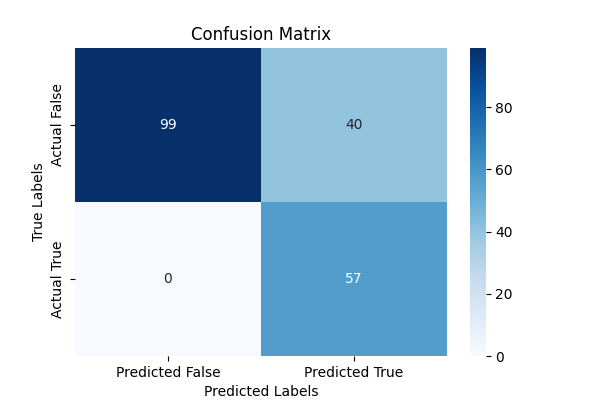 Confusion Matrix
True Labels
Actual False
Actual True
99
40
0
57
Predicted False
Predicted True
Predicted Labels
80
60
40
20
0